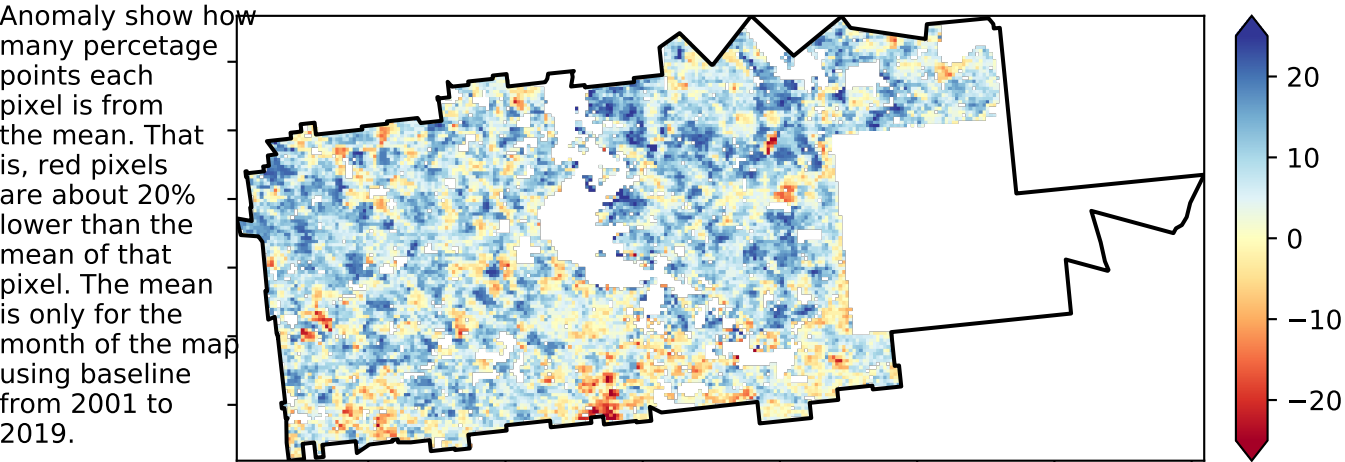 Anomaly show how
many percetage
points each
pixel is from
the mean. That
is, red pixels
are about 20%
lower than the
mean of that
pixel. The mean
is only for the
month of the map
using baseline
from 2001 to
2019.
20
10
0
−10
−20